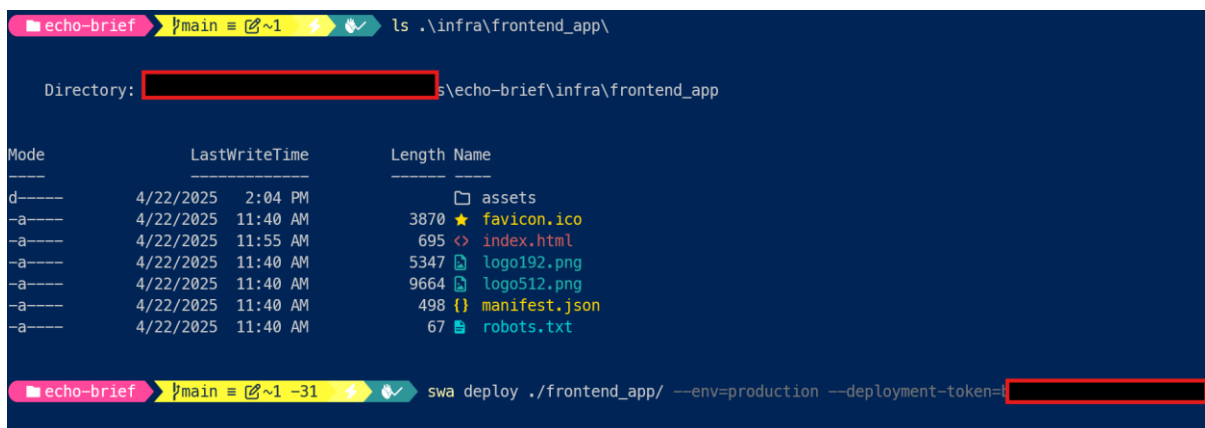 echo-brief main ≡ ~1 ls .\infra\frontend_app\
Directory: s\echo-brief\infra\frontend_app
Mode LastWriteTime Length Name
---- ------------- ------ ----
d----- 4/22/2025 2:04 PM assets
-a---- 4/22/2025 11:40 AM 3870 favicon.ico
-a---- 4/22/2025 11:55 AM 695 index.html
-a---- 4/22/2025 11:40 AM 5347 logo192.png
-a---- 4/22/2025 11:40 AM 9664 logo512.png
-a---- 4/22/2025 11:40 AM 498 manifest.json
-a---- 4/22/2025 11:40 AM 67 robots.txt
echo-brief main ≡ ~1 -31 swa deploy ./frontend_app/ --env=production --deployment-token=